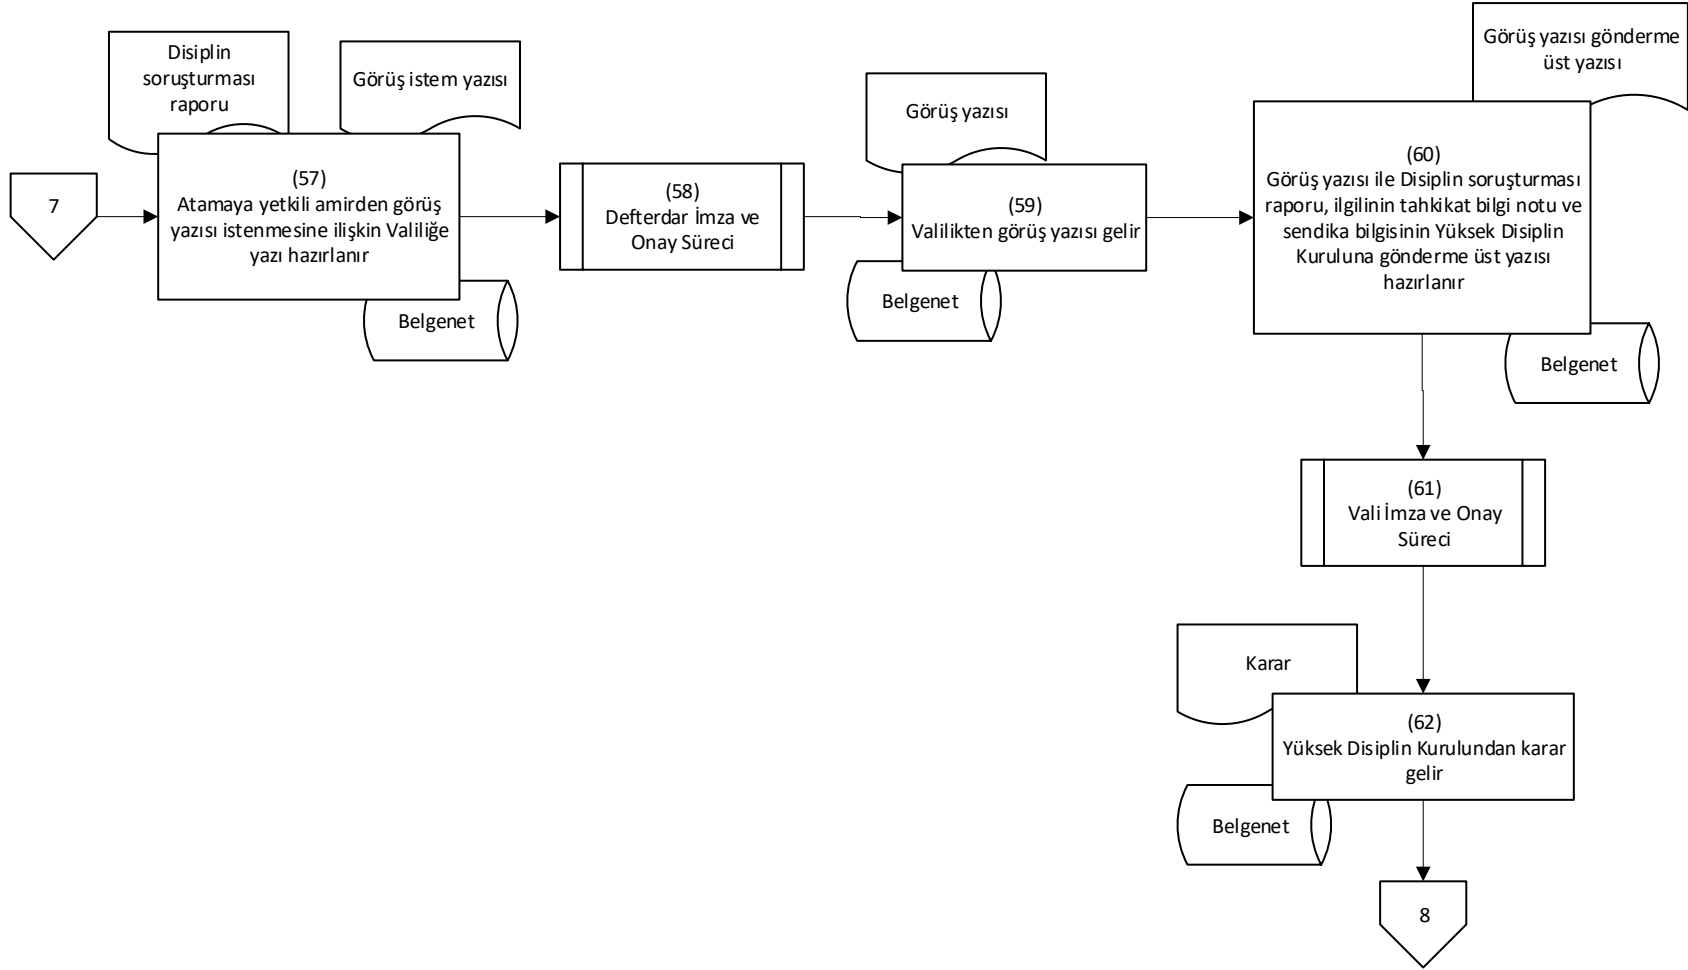 Disiplin
soruşturması
raporu
Görüş istem yazısı
7
(57)
Atamaya yetkili amirden görüş
yazısı istenmesine ilişkin Valiliğe
yazı hazırlanır
Belgenet
(58)
Defterdar İmza ve
Onay Süreci
Görüş yazısı
(59)
Valilikten görüş yazısı gelir
Belgenet
Görüş yazısı gönderme
üst yazısı
(60)
Görüş yazısı ile Disiplin soruşturması
raporu, ilgilinin tahkikat bilgi notu ve
sendika bilgisinin Yüksek Disiplin
Kuruluna gönderme üst yazısı
hazırlanır
Belgenet
(61)
Vali İmza ve Onay
Süreci
Karar
(62)
Yüksek Disiplin Kurulundan karar
gelir
Belgenet
8